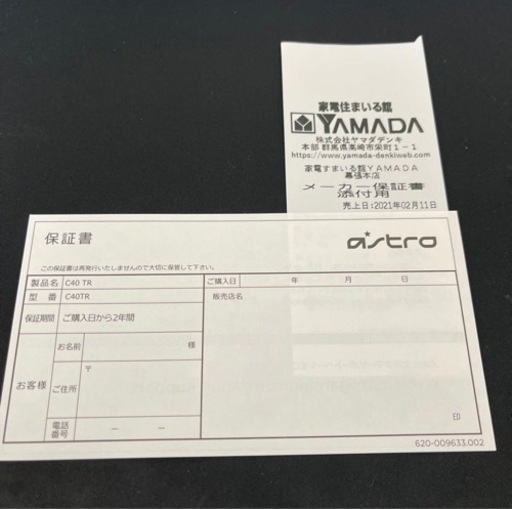 家電住まいる館
YAMADA
株式会社ヤマダデンキ
本部 群馬県高崎市栄町1-1
https://www.yamada-denkiweb.com
家電すまいる館YAMADA
幕張本店
メーカー保証書
添付用
売上日:2021年02月11日
保証書
astro
この保証書は再発行いたしませんので大切に保管して下さい。
製品名 C40 TR
型 番 C40TR
保証期間 ご購入日から2年間
お客様
お名前 様
ご住所 〒
電話番号 ー ー
ご購入日 年 月 日
販売店名
印
620-009633.002